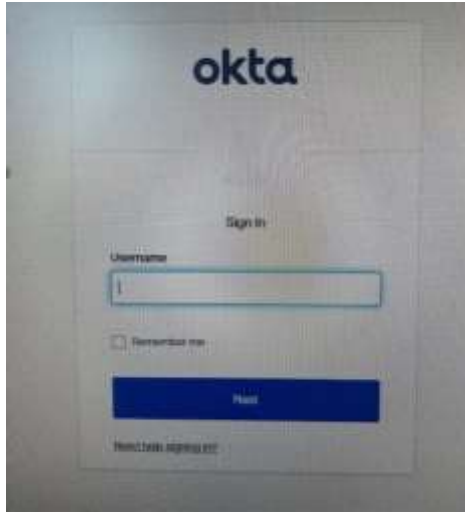 okta
Sign In
Username
Remember me
Next
Need help signing in?